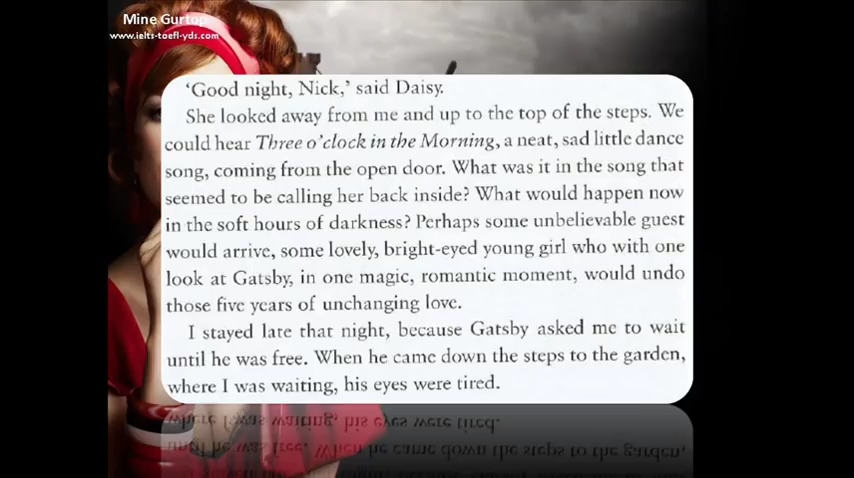 Mine Gurtop
www.ielts-toefl-yds.com
‘Good night, Nick,’ said Daisy.
She looked away from me and up to the top of the steps. We
could hear Three o’clock in the Morning, a neat, sad little dance
song, coming from the open door. What was it in the song that
seemed to be calling her back inside? What would happen now
in the soft hours of darkness? Perhaps some unbelievable guest
would arrive, some lovely, bright-eyed young girl who with one
look at Gatsby, in one magic, romantic moment, would undo
those five years of unchanging love.
I stayed late that night, because Gatsby asked me to wait
until he was free. When he came down the steps to the garden,
where I was waiting, his eyes were tired.